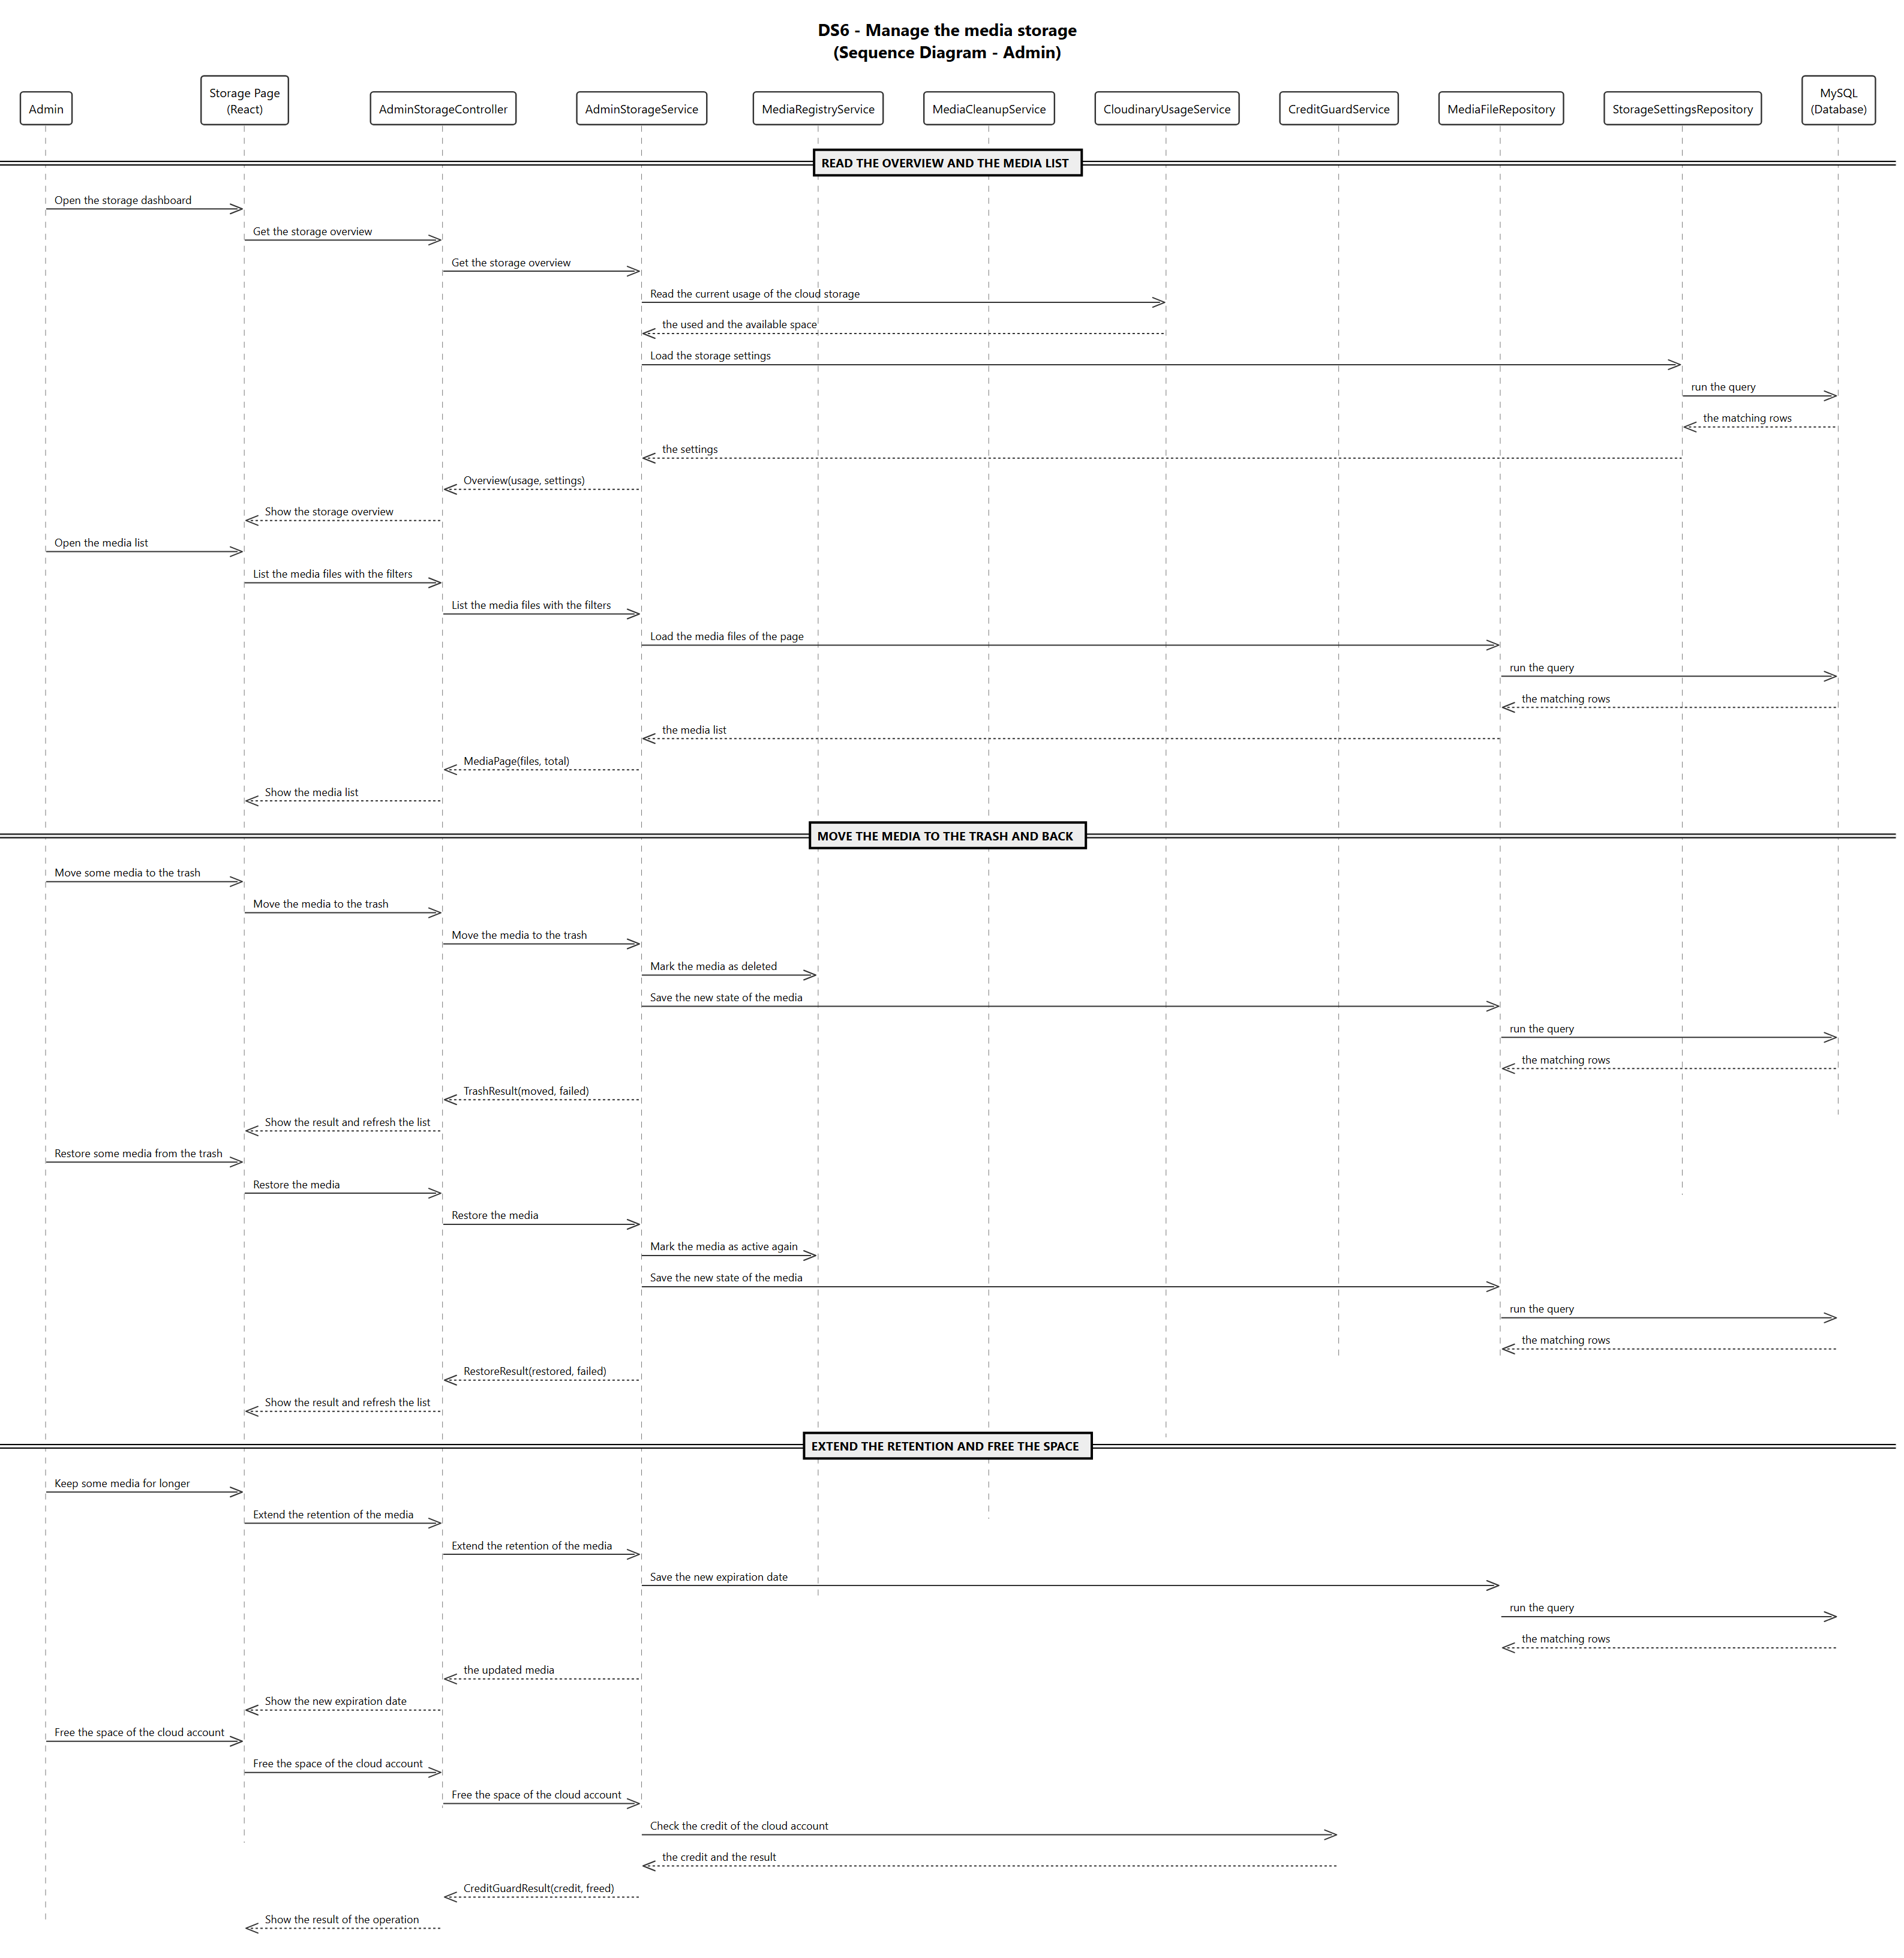 DS6 - Manage the media storage
(Sequence Diagram - Admin)
Admin
Storage Page
(React)
AdminStorageController
AdminStorageService
MediaRegistryService
MediaCleanupService
CloudinaryUsageService
CreditGuardService
MediaFileRepository
StorageSettingsRepository
MySQL
(Database)
READ THE OVERVIEW AND THE MEDIA LIST
Open the storage dashboard
Get the storage overview
Get the storage overview
Read the current usage of the cloud storage
the used and the available space
Load the storage settings
run the query
the matching rows
the settings
Overview(usage, settings)
Show the storage overview
Open the media list
List the media files with the filters
List the media files with the filters
Load the media files of the page
run the query
the matching rows
the media list
MediaPage(files, total)
Show the media list
MOVE THE MEDIA TO THE TRASH AND BACK
Move some media to the trash
Move the media to the trash
Move the media to the trash
Mark the media as deleted
Save the new state of the media
run the query
the matching rows
TrashResult(moved, failed)
Show the result and refresh the list
Restore some media from the trash
Restore the media
Restore the media
Mark the media as active again
Save the new state of the media
run the query
the matching rows
RestoreResult(restored, failed)
Show the result and refresh the list
EXTEND THE RETENTION AND FREE THE SPACE
Keep some media for longer
Extend the retention of the media
Extend the retention of the media
Save the new expiration date
run the query
the matching rows
the updated media
Show the new expiration date
Free the space of the cloud account
Free the space of the cloud account
Free the space of the cloud account
Check the credit of the cloud account
the credit and the result
CreditGuardResult(credit, freed)
Show the result of the operation